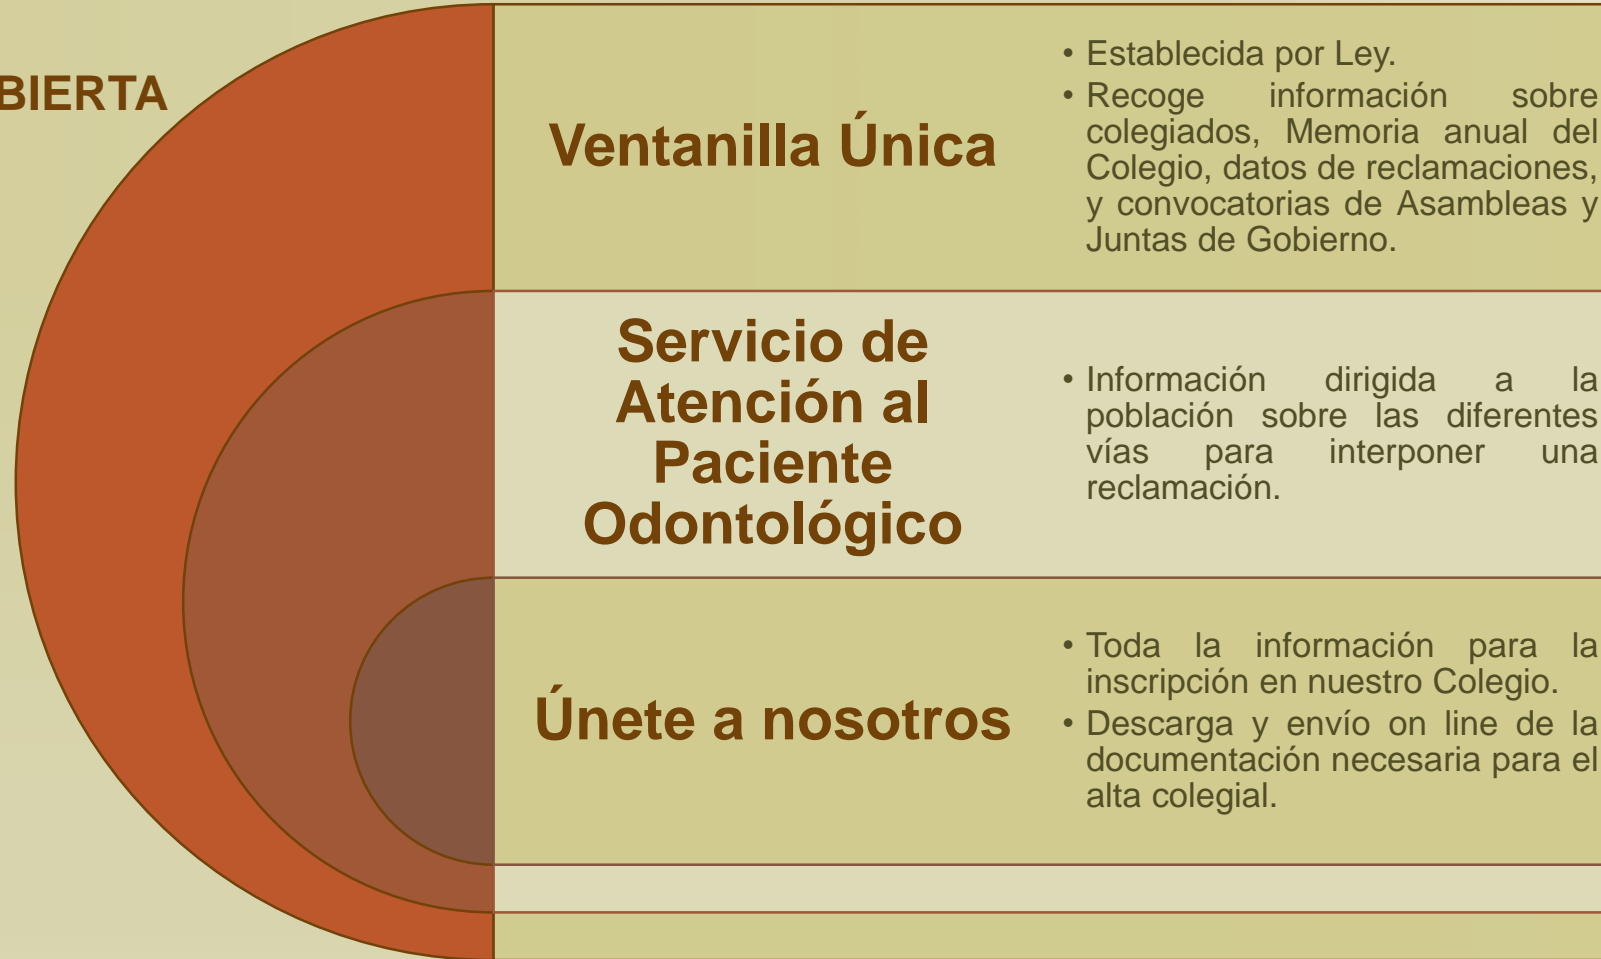 BIERTA
Ventanilla Única
• Establecida por Ley.
• Recoge información sobre
colegiados, Memoria anual del
Colegio, datos de reclamaciones,
y convocatorias de Asambleas y
Juntas de Gobierno.
Servicio de
Atención al
Paciente
Odontológico
• Información dirigida a la
población sobre las diferentes
vías para interponer una
reclamación.
Únete a nosotros
• Toda la información para la
inscripción en nuestro Colegio.
• Descarga y envío on line de la
documentación necesaria para el
alta colegial.